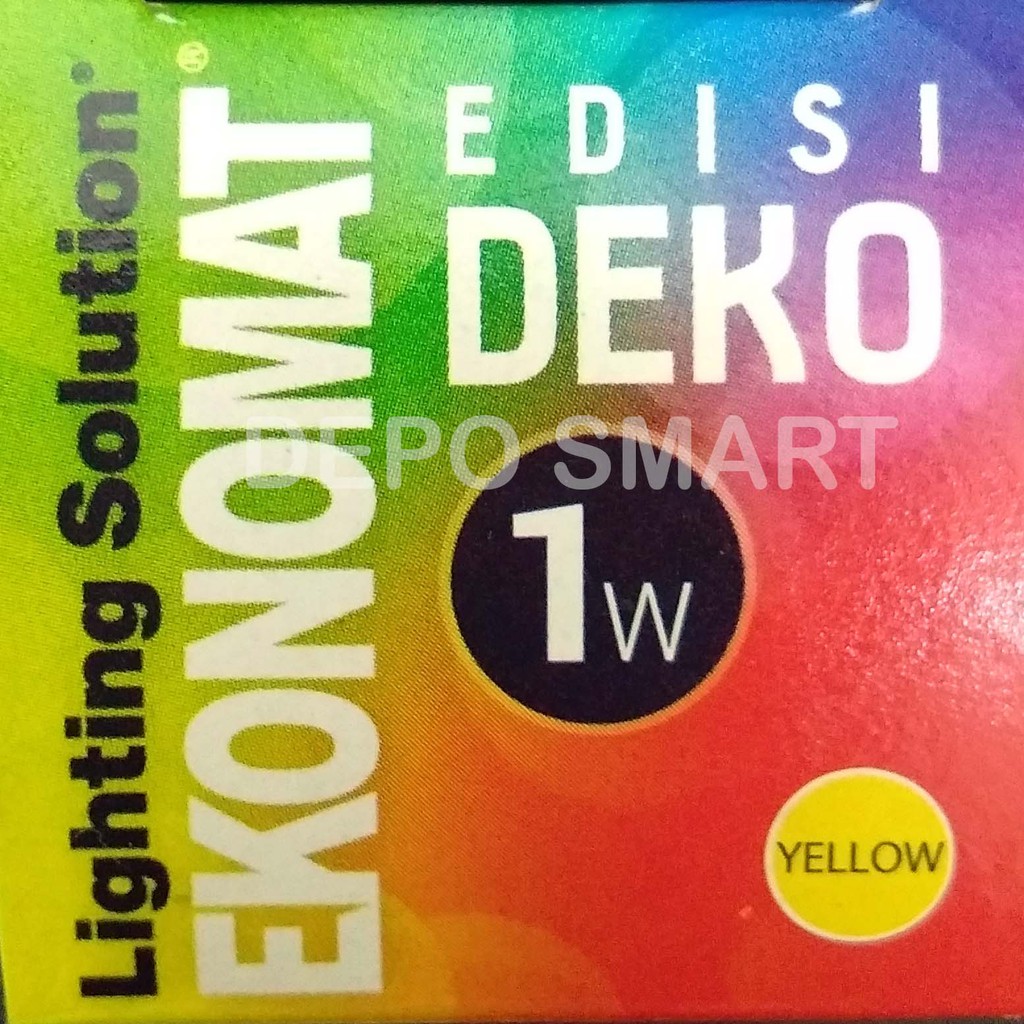 Lighting Solution®
EKONOMAT®
EDISI
DEKO
DEPO SMART
1W
YELLOW